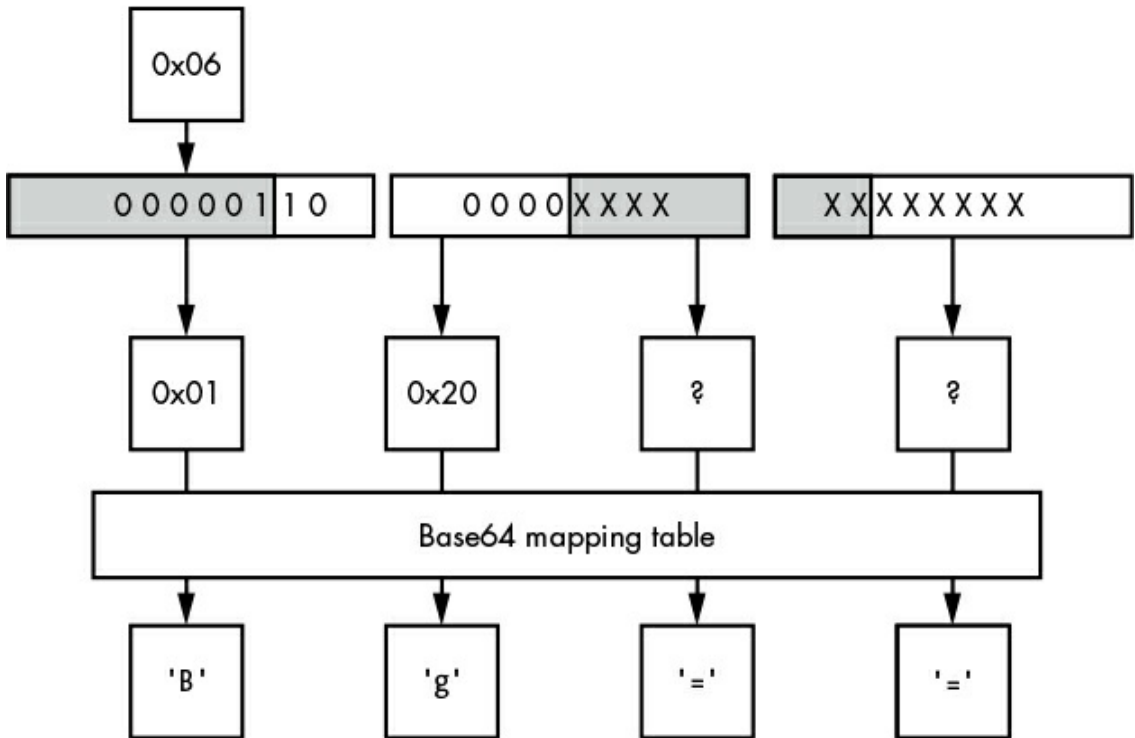 0x06
0 0 0 0 0 1 1 0 0 0 0 0 X X X X X X X X X X X X
0x01 0x20 ? ?
Base64 mapping table
'B' 'g' '=' '='